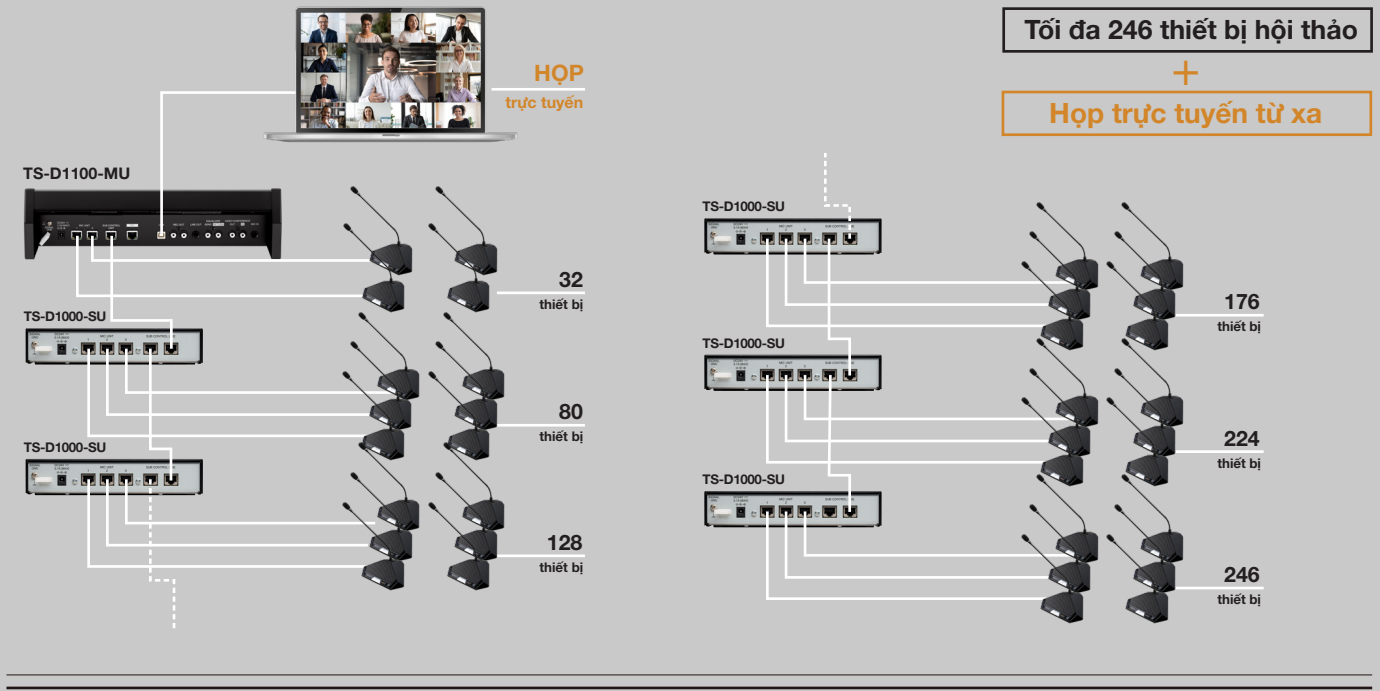 HỌP
trực tuyến
Tối đa 246 thiết bị hội thảo
+
Họp trực tuyến từ xa
TS-D1100-MU
32
thiết bị
TS-D1000-SU
80
thiết bị
TS-D1000-SU
128
thiết bị
TS-D1000-SU
176
thiết bị
TS-D1000-SU
224
thiết bị
TS-D1000-SU
246
thiết bị